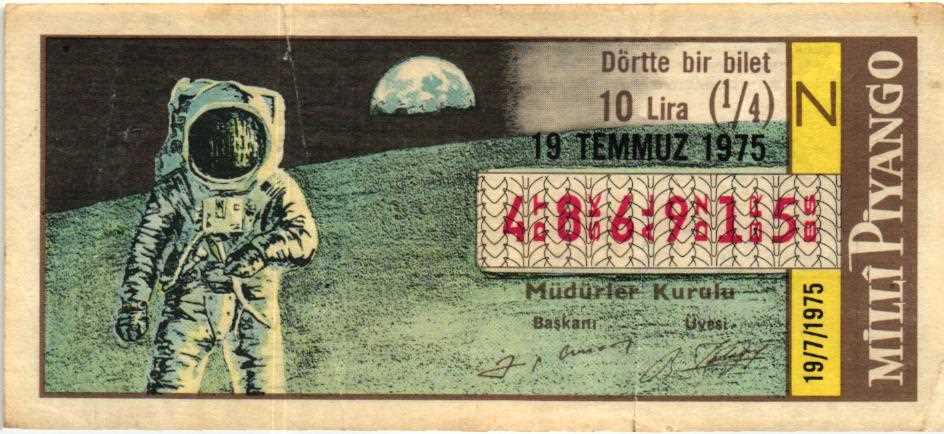 Dörtte bir bilet
10 Lira (1/4)
19 TEMMUZ 1975
486915
Müdürler Kurulu
Başkanı Üyesi
Z
19/7/1975
MİLLÎ PİYANGO